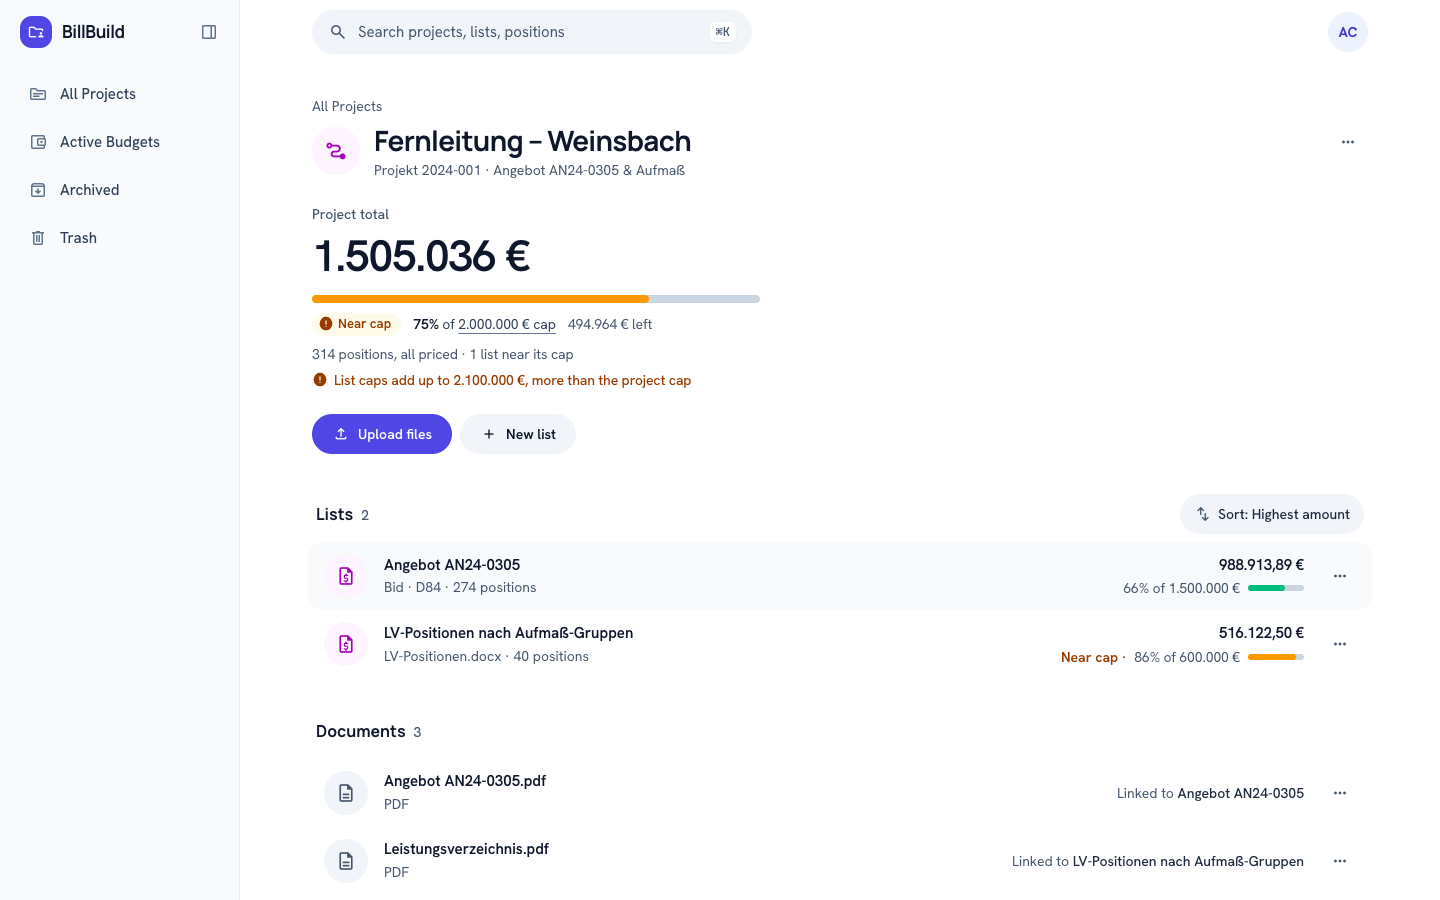 BillBuild
Search projects, lists, positions
⌘K
AC
All Projects
Active Budgets
Archived
Trash
All Projects
Fernleitung – Weinsbach
Projekt 2024-001 · Angebot AN24-0305 & Aufmaß
Project total
1.505.036 €
Near cap 75% of 2.000.000 € cap 494.964 € left
314 positions, all priced · 1 list near its cap
List caps add up to 2.100.000 €, more than the project cap
Upload files
New list
Lists 2
Sort: Highest amount
Angebot AN24-0305
988.913,89 €
Bid · D84 · 274 positions
66% of 1.500.000 €
LV-Positionen nach Aufmaß-Gruppen
516.122,50 €
LV-Positionen.docx · 40 positions
Near cap · 86% of 600.000 €
Documents 3
Angebot AN24-0305.pdf
PDF
Linked to Angebot AN24-0305
Leistungsverzeichnis.pdf
PDF
Linked to LV-Positionen nach Aufmaß-Gruppen